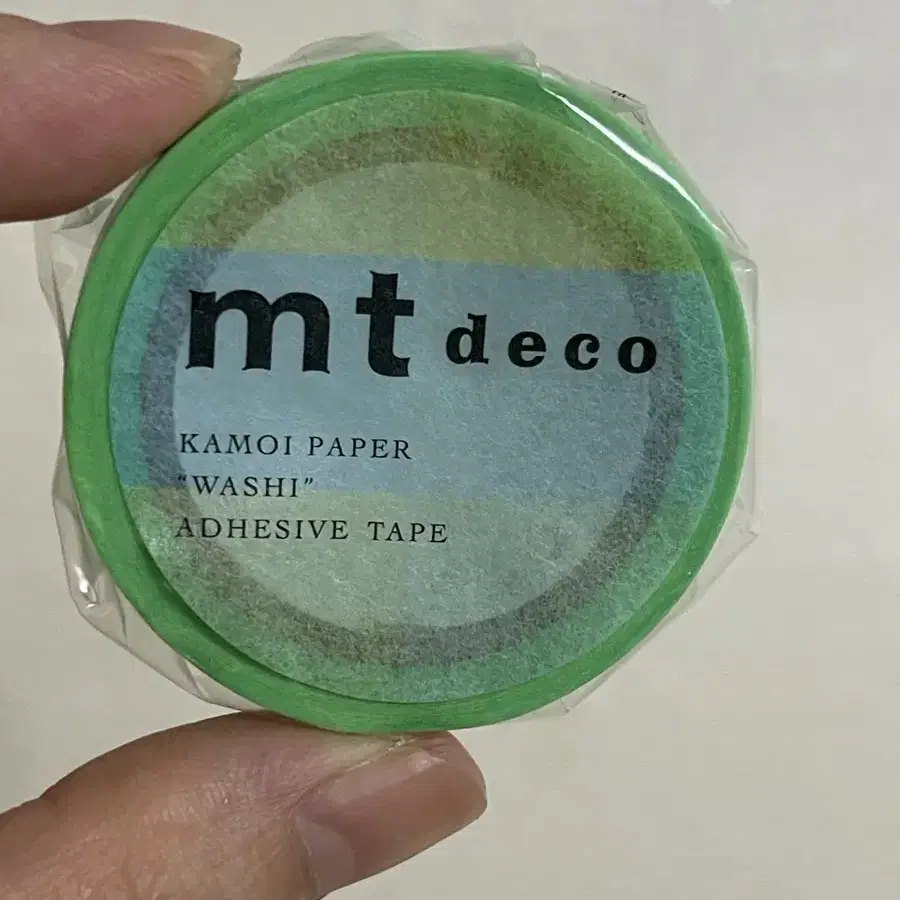 mt deco
KAMOI PAPER
“WASHI”
ADHESIVE TAPE